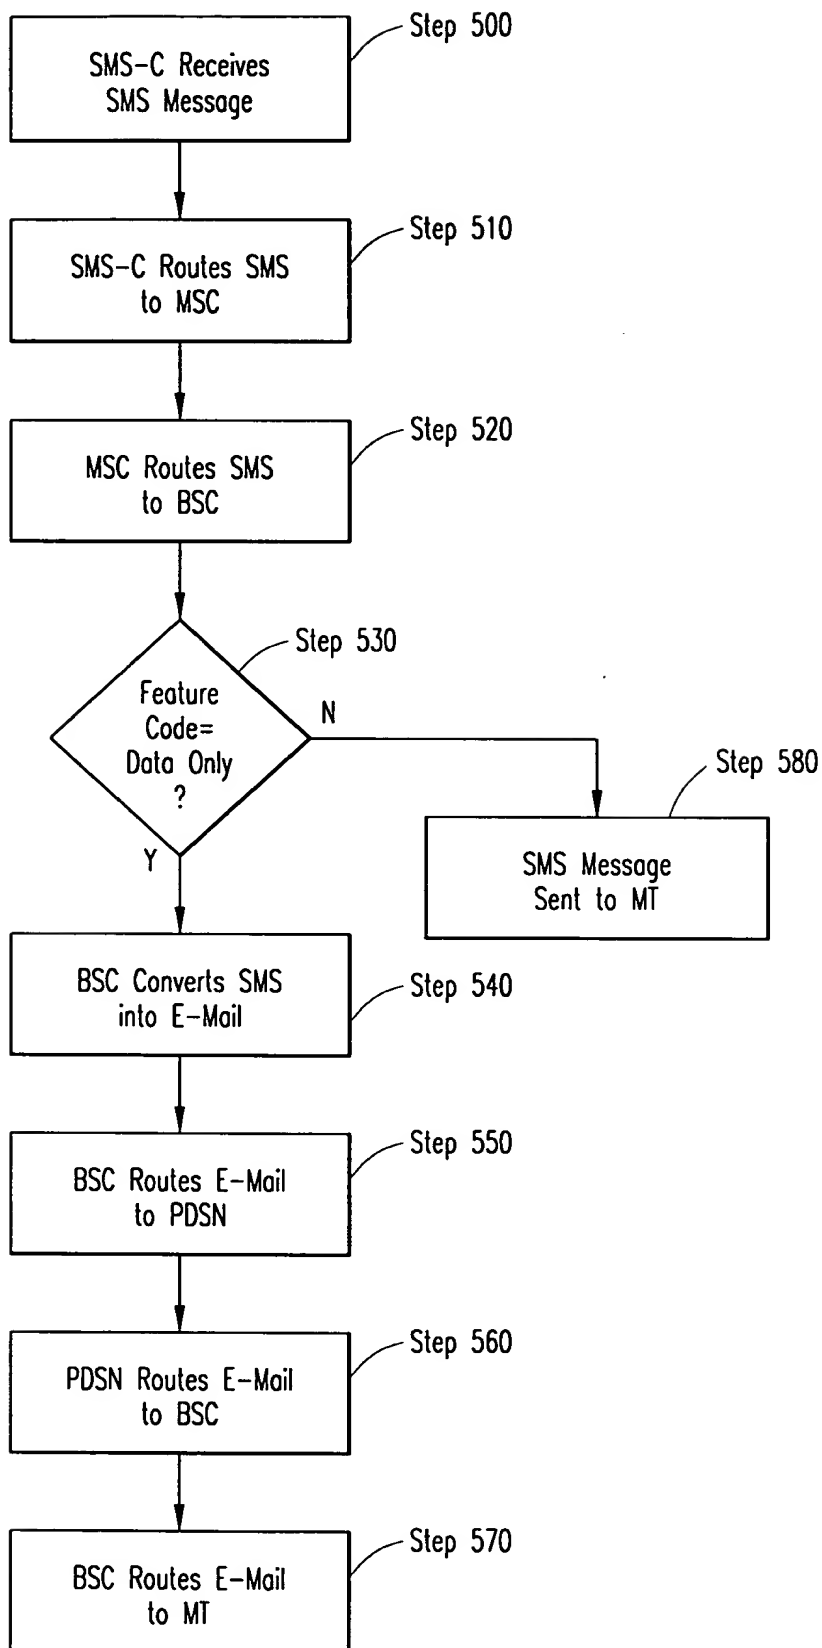 Step 500
SMS-C Receives
SMS Message
Step 510
SMS-C Routes SMS
to MSC
Step 520
MSC Routes SMS
to BSC
Step 530
Feature
Code=
Data Only
?
N
Y
Step 580
SMS Message
Sent to MT
BSC Converts SMS
into E-Mail
Step 540
Step 550
BSC Routes E-Mail
to PDSN
Step 560
PDSN Routes E-Mail
to BSC
Step 570
BSC Routes E-Mail
to MT